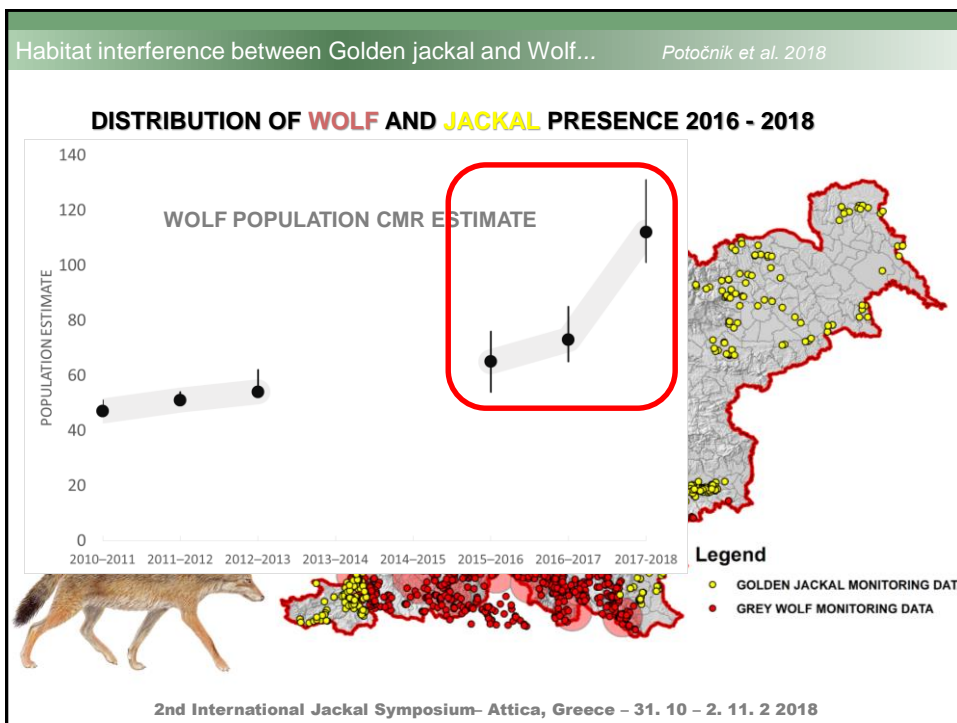 Habitat interference between Golden jackal and Wolf... Potočnik et al. 2018
DISTRIBUTION OF WOLF AND JACKAL PRESENCE 2016 - 2018
WOLF POPULATION CMR ESTIMATE
POPULATION ESTIMATE
140
120
100
80
60
40
20
0
2010–2011 2011–2012 2012–2013 2013–2014 2014–2015 2015–2016 2016–2017 2017-2018
Legend
GOLDEN JACKAL MONITORING DAT
GREY WOLF MONITORING DATA
2nd International Jackal Symposium– Attica, Greece – 31. 10 – 2. 11. 2 2018